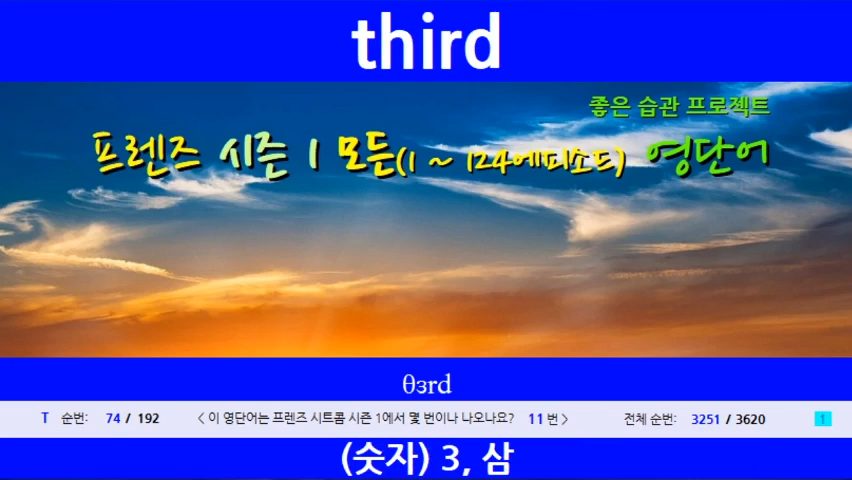 third
좋은 습관 프로젝트
프렌즈 시즌 1 모든(1 ~ 124에피소드) 영단어
θɜrd
T 순번: 74 / 192 < 이 영단어는 프렌즈 시트콤 시즌 1에서 몇 번이나 나오나요? 11 번 > 전체 순번: 3251 / 3620 1
(숫자) 3, 삼